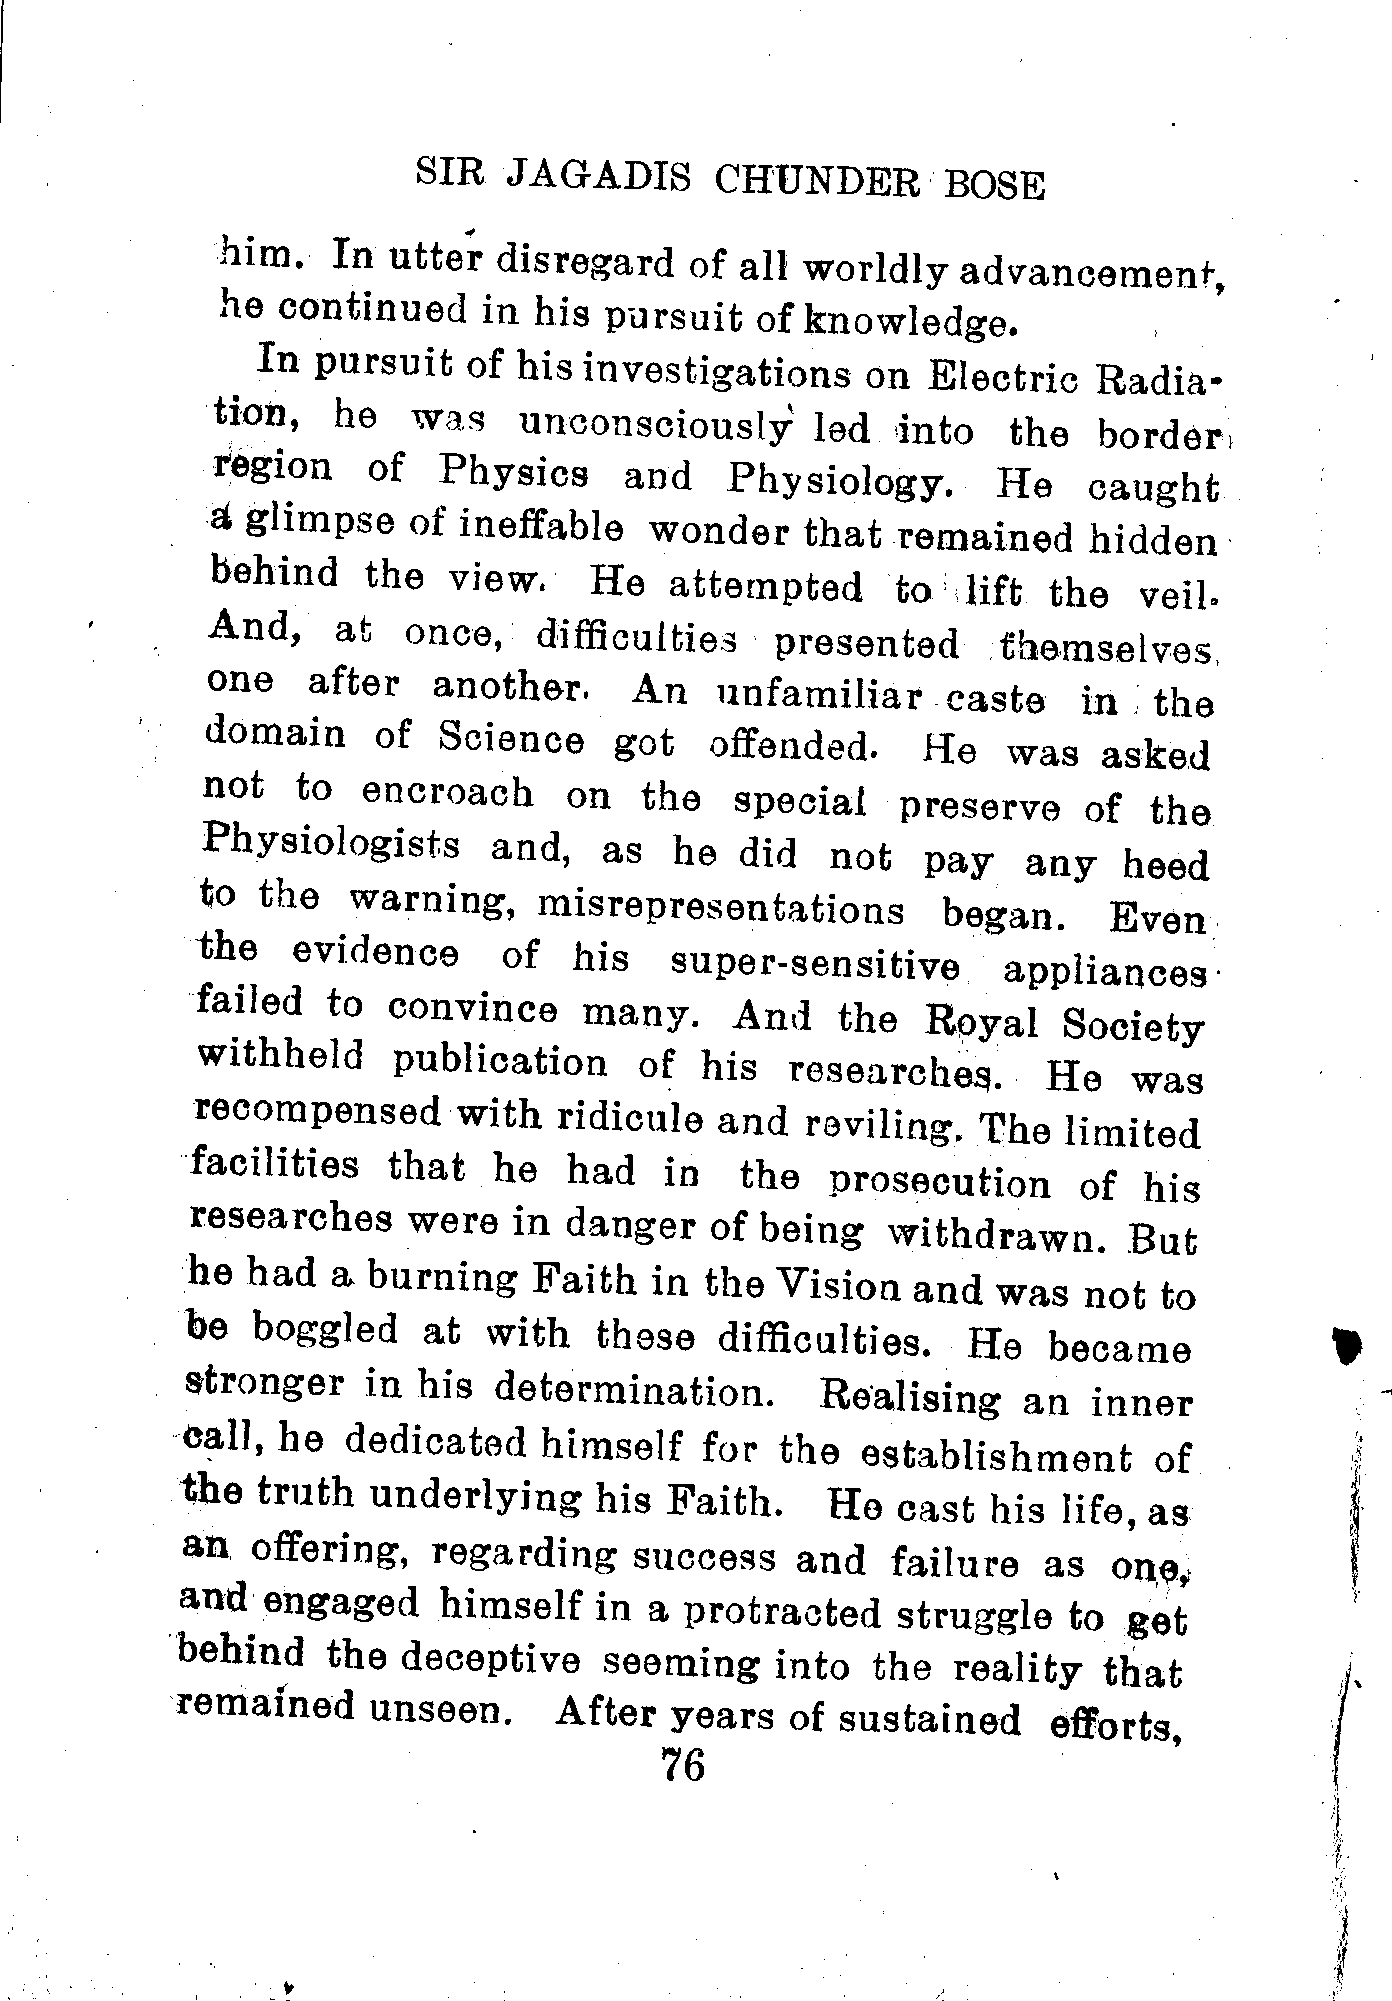 SIR JAGADIS CHUNDER BOSE
him. In utter disregard of all worldly advancement,
he continued in his pursuit of knowledge.
In pursuit of his investigations on Electric Radia-
tion, he was unconsciously led into the border
region of Physics and Physiology. He caught
a glimpse of ineffable wonder that remained hidden
behind the view. He attempted to lift the veil.
And, at once, difficulties presented themselves,
one after another. An unfamiliar caste in the
domain of Science got offended. He was asked
not to encroach on the special preserve of the
Physiologists and, as he did not pay any heed
to the warning, misrepresentations began. Even
the evidence of his super-sensitive appliances
failed to convince many. And the Royal Society
withheld publication of his researches. He was
recompensed with ridicule and reviling. The limited
facilities that he had in the prosecution of his
researches were in danger of being withdrawn. But
he had a burning Faith in the Vision and was not to
be boggled at with these difficulties. He became
stronger in his determination. Realising an inner
call, he dedicated himself for the establishment of
the truth underlying his Faith. He cast his life, as
an offering, regarding success and failure as one,
and engaged himself in a protracted struggle to get
behind the deceptive seeming into the reality that
remained unseen. After years of sustained efforts,
76